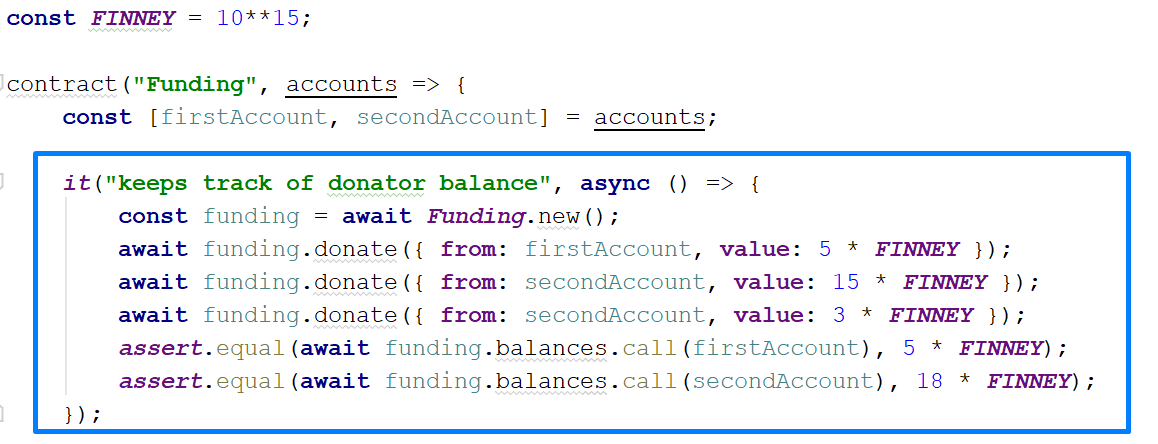 const FINNEY = 10**15;
contract("Funding", accounts => {
const [firstAccount, secondAccount] = accounts;
it("keeps track of donator balance", async () => {
const funding = await Funding.new();
await funding.donate({ from: firstAccount, value: 5 * FINNEY });
await funding.donate({ from: secondAccount, value: 15 * FINNEY });
await funding.donate({ from: secondAccount, value: 3 * FINNEY });
assert.equal(await funding.balances.call(firstAccount), 5 * FINNEY);
assert.equal(await funding.balances.call(secondAccount), 18 * FINNEY);
});